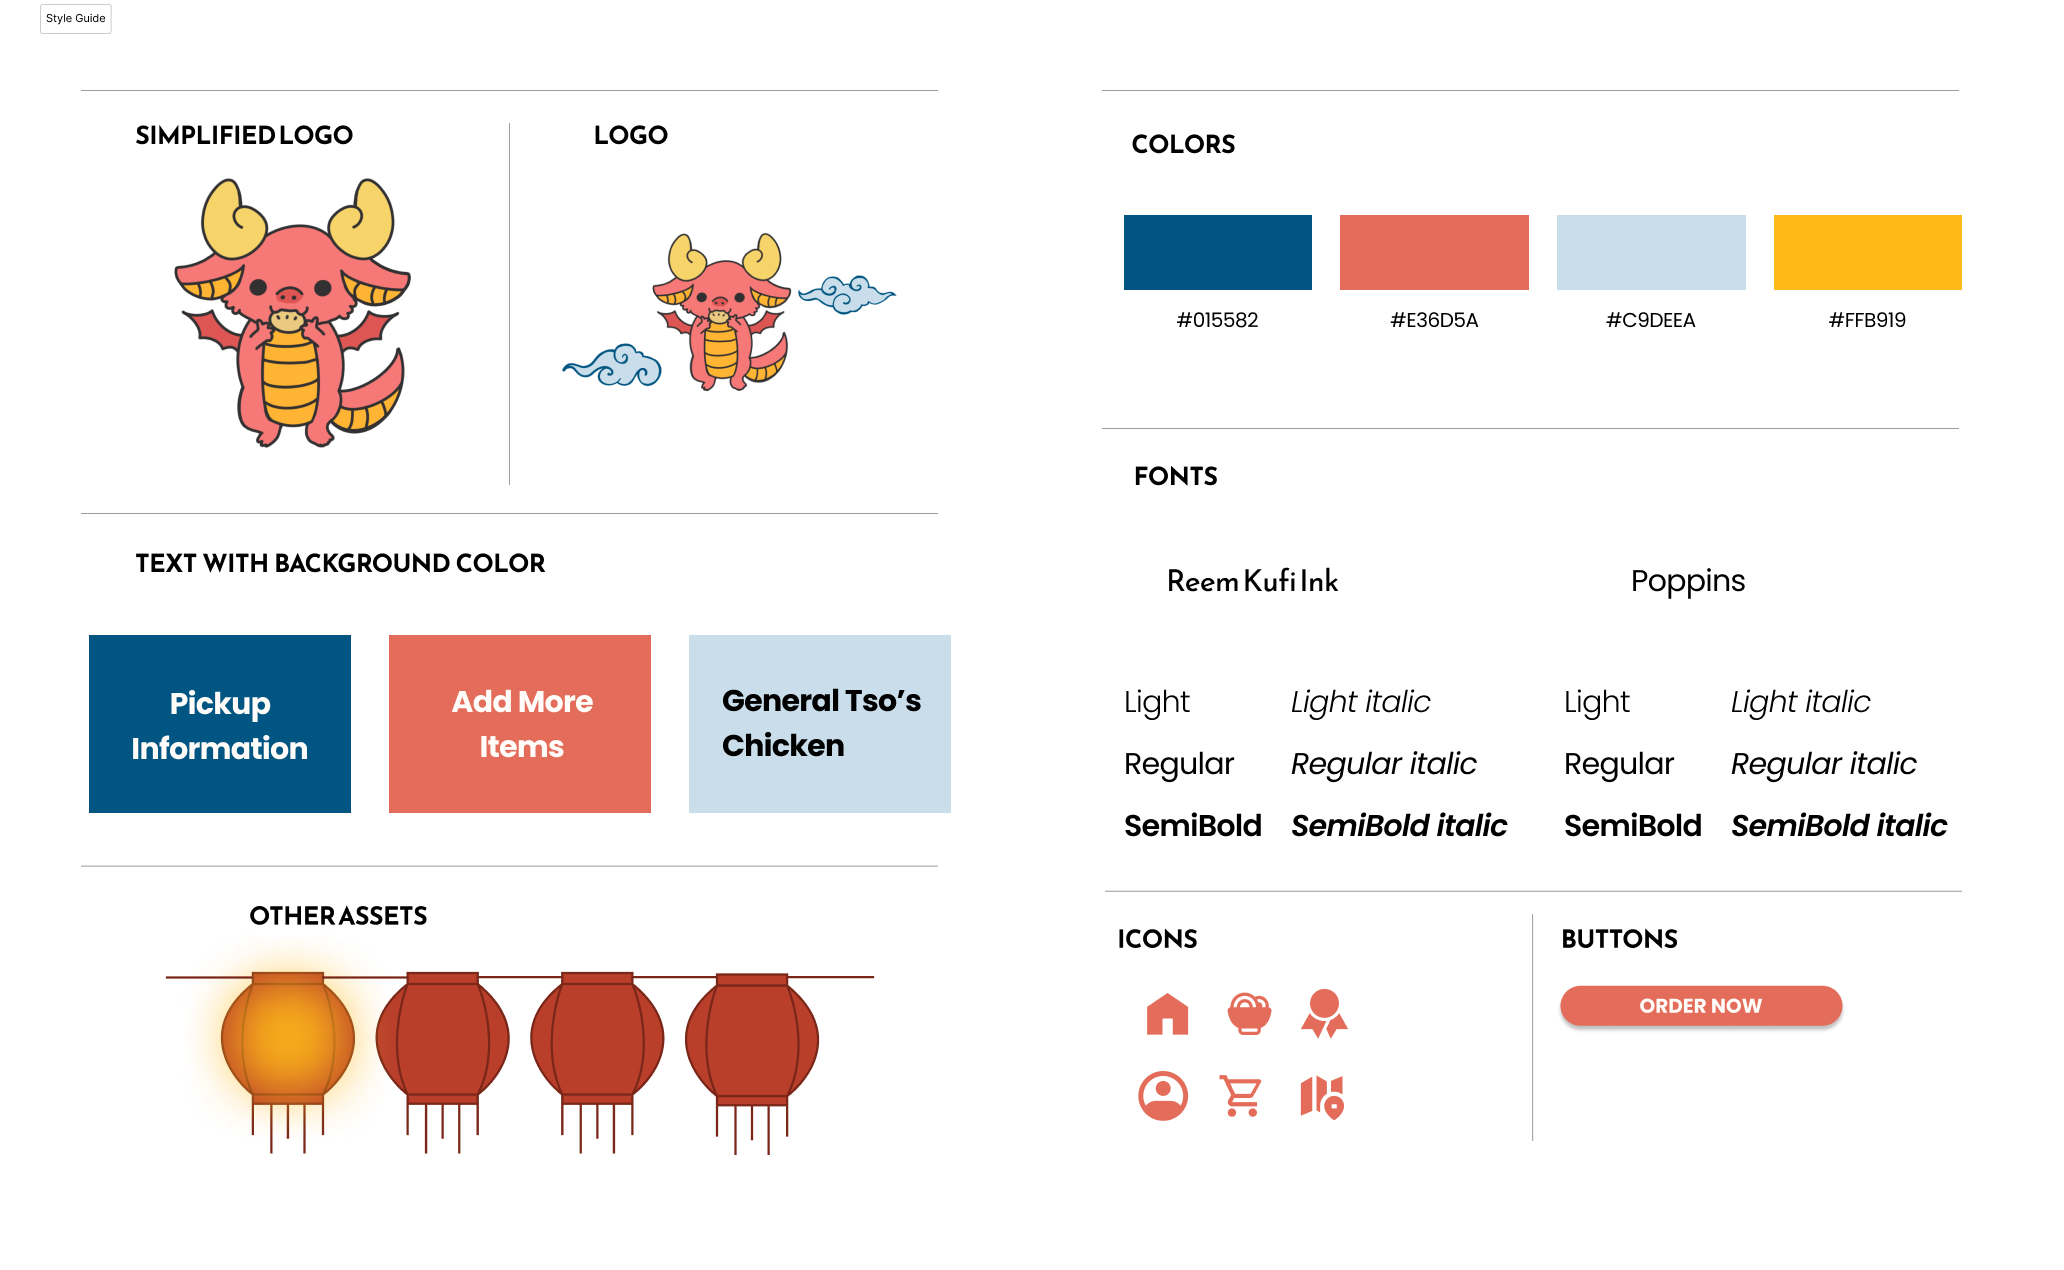 Style Guide
SIMPLIFIED LOGO
LOGO
TEXT WITH BACKGROUND COLOR
Pickup
Information
Add More
Items
General Tso’s
Chicken
OTHER ASSETS
COLORS
#015582
#E36D5A
#C9DEEA
#FFB919
FONTS
Reem Kufi Ink
Poppins
Light
Light italic
Light
Light italic
Regular
Regular italic
Regular
Regular italic
SemiBold
SemiBold italic
SemiBold
SemiBold italic
ICONS
BUTTONS
ORDER NOW